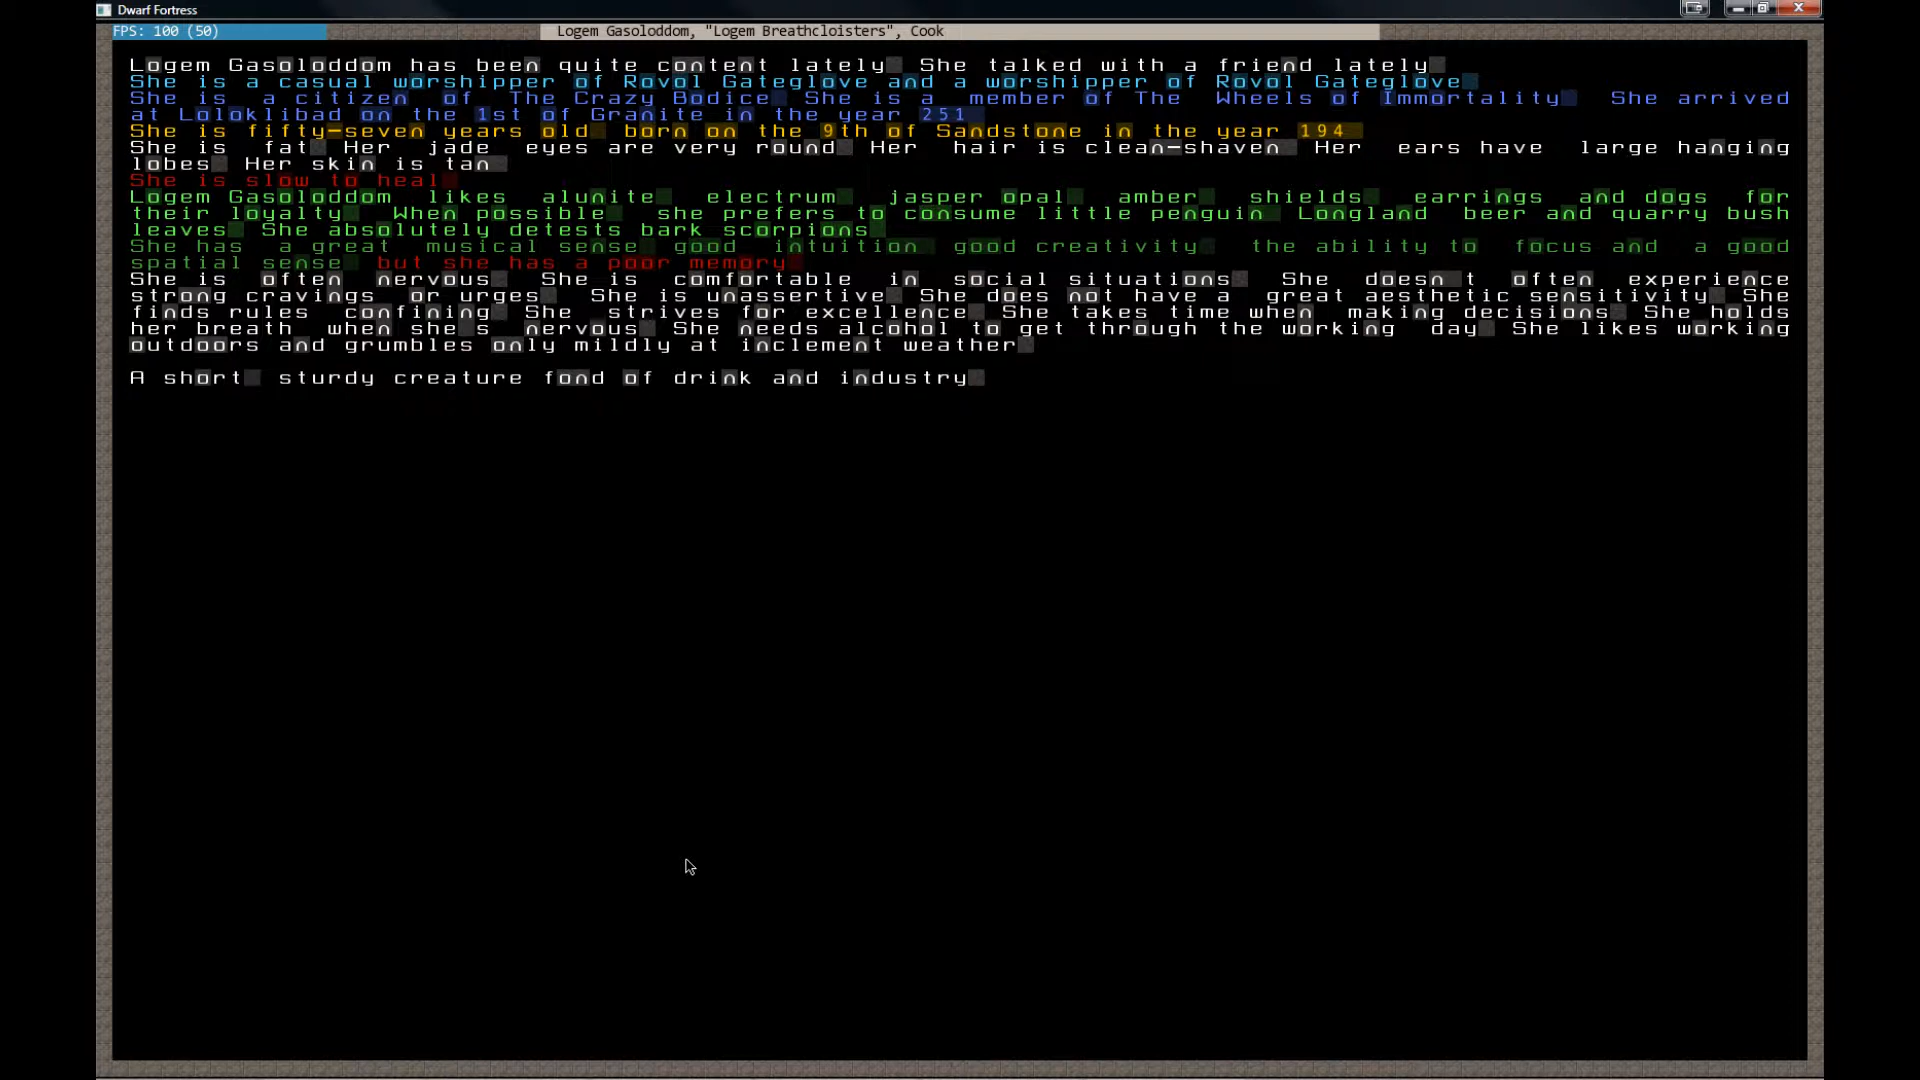 Dwarf Fortress
FPS: 100 (50)
Logem Gasoloddom, "Logem Breathcloisters", Cook
Logem Gasoloddom has been quite content lately She talked with a friend lately
She is a casual worshipper of Rovol Gateglove and a worshipper of Rovol Gateglove
She is a citizen of The Crazy Bodice She is a member of The Wheels of Immortality She arrived
at Loloklibad on the 1st of Granite in the year 251
She is fifty-seven years old born on the 9th of Sandstone in the year 194
She is fat Her jade eyes are very round Her hair is clean-shaven Her ears have large hanging
lobes Her skin is tan
She is slow to heal
Logem Gasoloddom likes alunite electrum jasper opal amber shields earrings and dogs for
their loyalty When possible she prefers to consume little penguin Longland beer and quarry bush
leaves She absolutely detests bark scorpions
She has a great musical sense good intuition good creativity the ability to focus and a good
spatial sense but she has a poor memory
She is often nervous She is comfortable in social situations She doesn t often experience
strong cravings or urges She is unassertive She does not have a great aesthetic sensitivity She
finds rules confining She strives for excellence She takes time when making decisions She holds
her breath when she s nervous She needs alcohol to get through the working day She likes working
outdoors and grumbles only mildly at inclement weather
A short sturdy creature fond of drink and industry